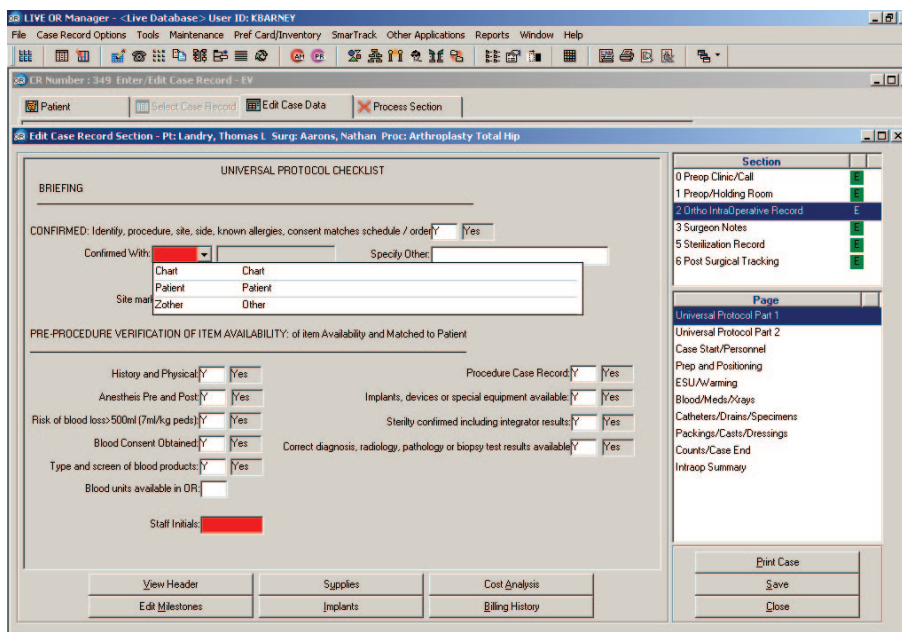 LIVE OR Manager - <Live Database> User ID: KBARNEY
File Case Record Options Tools Maintenance Pref Card/Inventory SmarTrack Other Applications Reports Window Help
CR Number : 349 Enter/Edit Case Record - EV
Patient Select Case Record Edit Case Data Process Section
Edit Case Record Section - Pt: Landry, Thomas L Surg: Aarons, Nathan Proc: Arthroplasty Total Hip
UNIVERSAL PROTOCOL CHECKLIST
BRIEFING
CONFIRMED: Identify, procedure, site, side, known allergies, consent matches schedule / order Y Yes
Confirmed With: Specify Other:
Chart Chart
Patient Patient
Zother Other
Site mark
PRE-PROCEDURE VERIFICATION OF ITEM AVAILABILITY: of item Availability and Matched to Patient
History and Physical: Y Yes Procedure Case Record: Y Yes
Anestheis Pre and Post: Y Yes Implants, devices or special equipment available: Y Yes
Risk of blood loss>500ml (7ml/kg peds): Y Yes Sterilty confirmed including integrator results: Y Yes
Blood Consent Obtained: Y Yes Correct diagnosis, radiology, pathology or biopsy test results available Y Yes
Type and screen of blood products: Y Yes
Blood units available in OR:
Staff Initials:
View Header Supplies Cost Analysis
Edit Milestones Implants Billing History
Section
0 Preop Clinic/Call E
1 Preop/Holding Room E
2 Ortho IntraOperative Record E
3 Surgeon Notes E
5 Sterilization Record E
6 Post Surgical Tracking E
Page
Universal Protocol Part 1
Universal Protocol Part 2
Case Start/Personnel
Prep and Positioning
ESU/Warming
Blood/Meds/Xrays
Catheters/Drains/Specimens
Packings/Casts/Dressings
Counts/Case End
Intraop Summary
Print Case
Save
Close